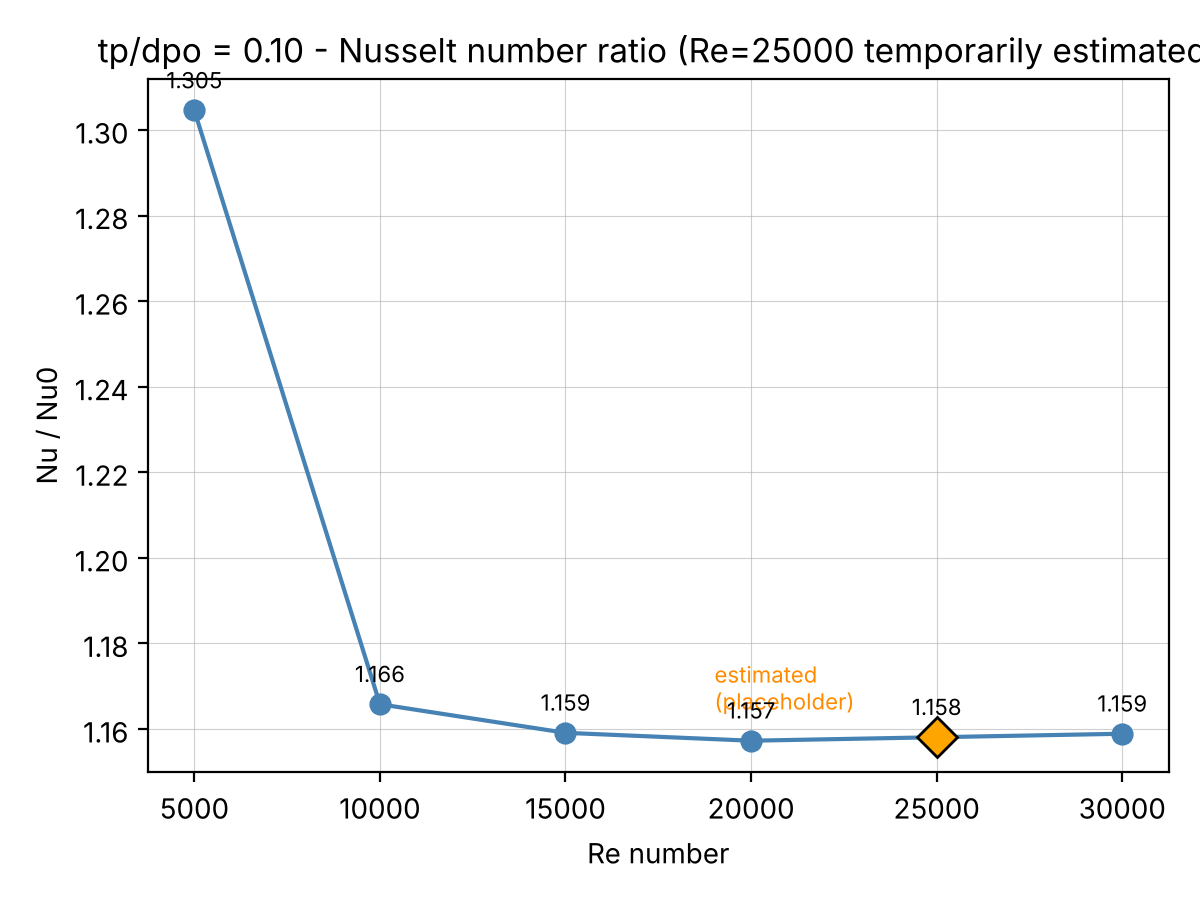 tp/dpo = 0.10 - Nusselt number ratio (Re=25000 temporarily estimated
1.305
1.30
1.28
1.26
1.24
1.22
1.20
1.18
1.16
Nu / Nu0
1.166
1.159
estimated
(placeholder)
1.157
1.158
1.159
5000 10000 15000 20000 25000 30000
Re number